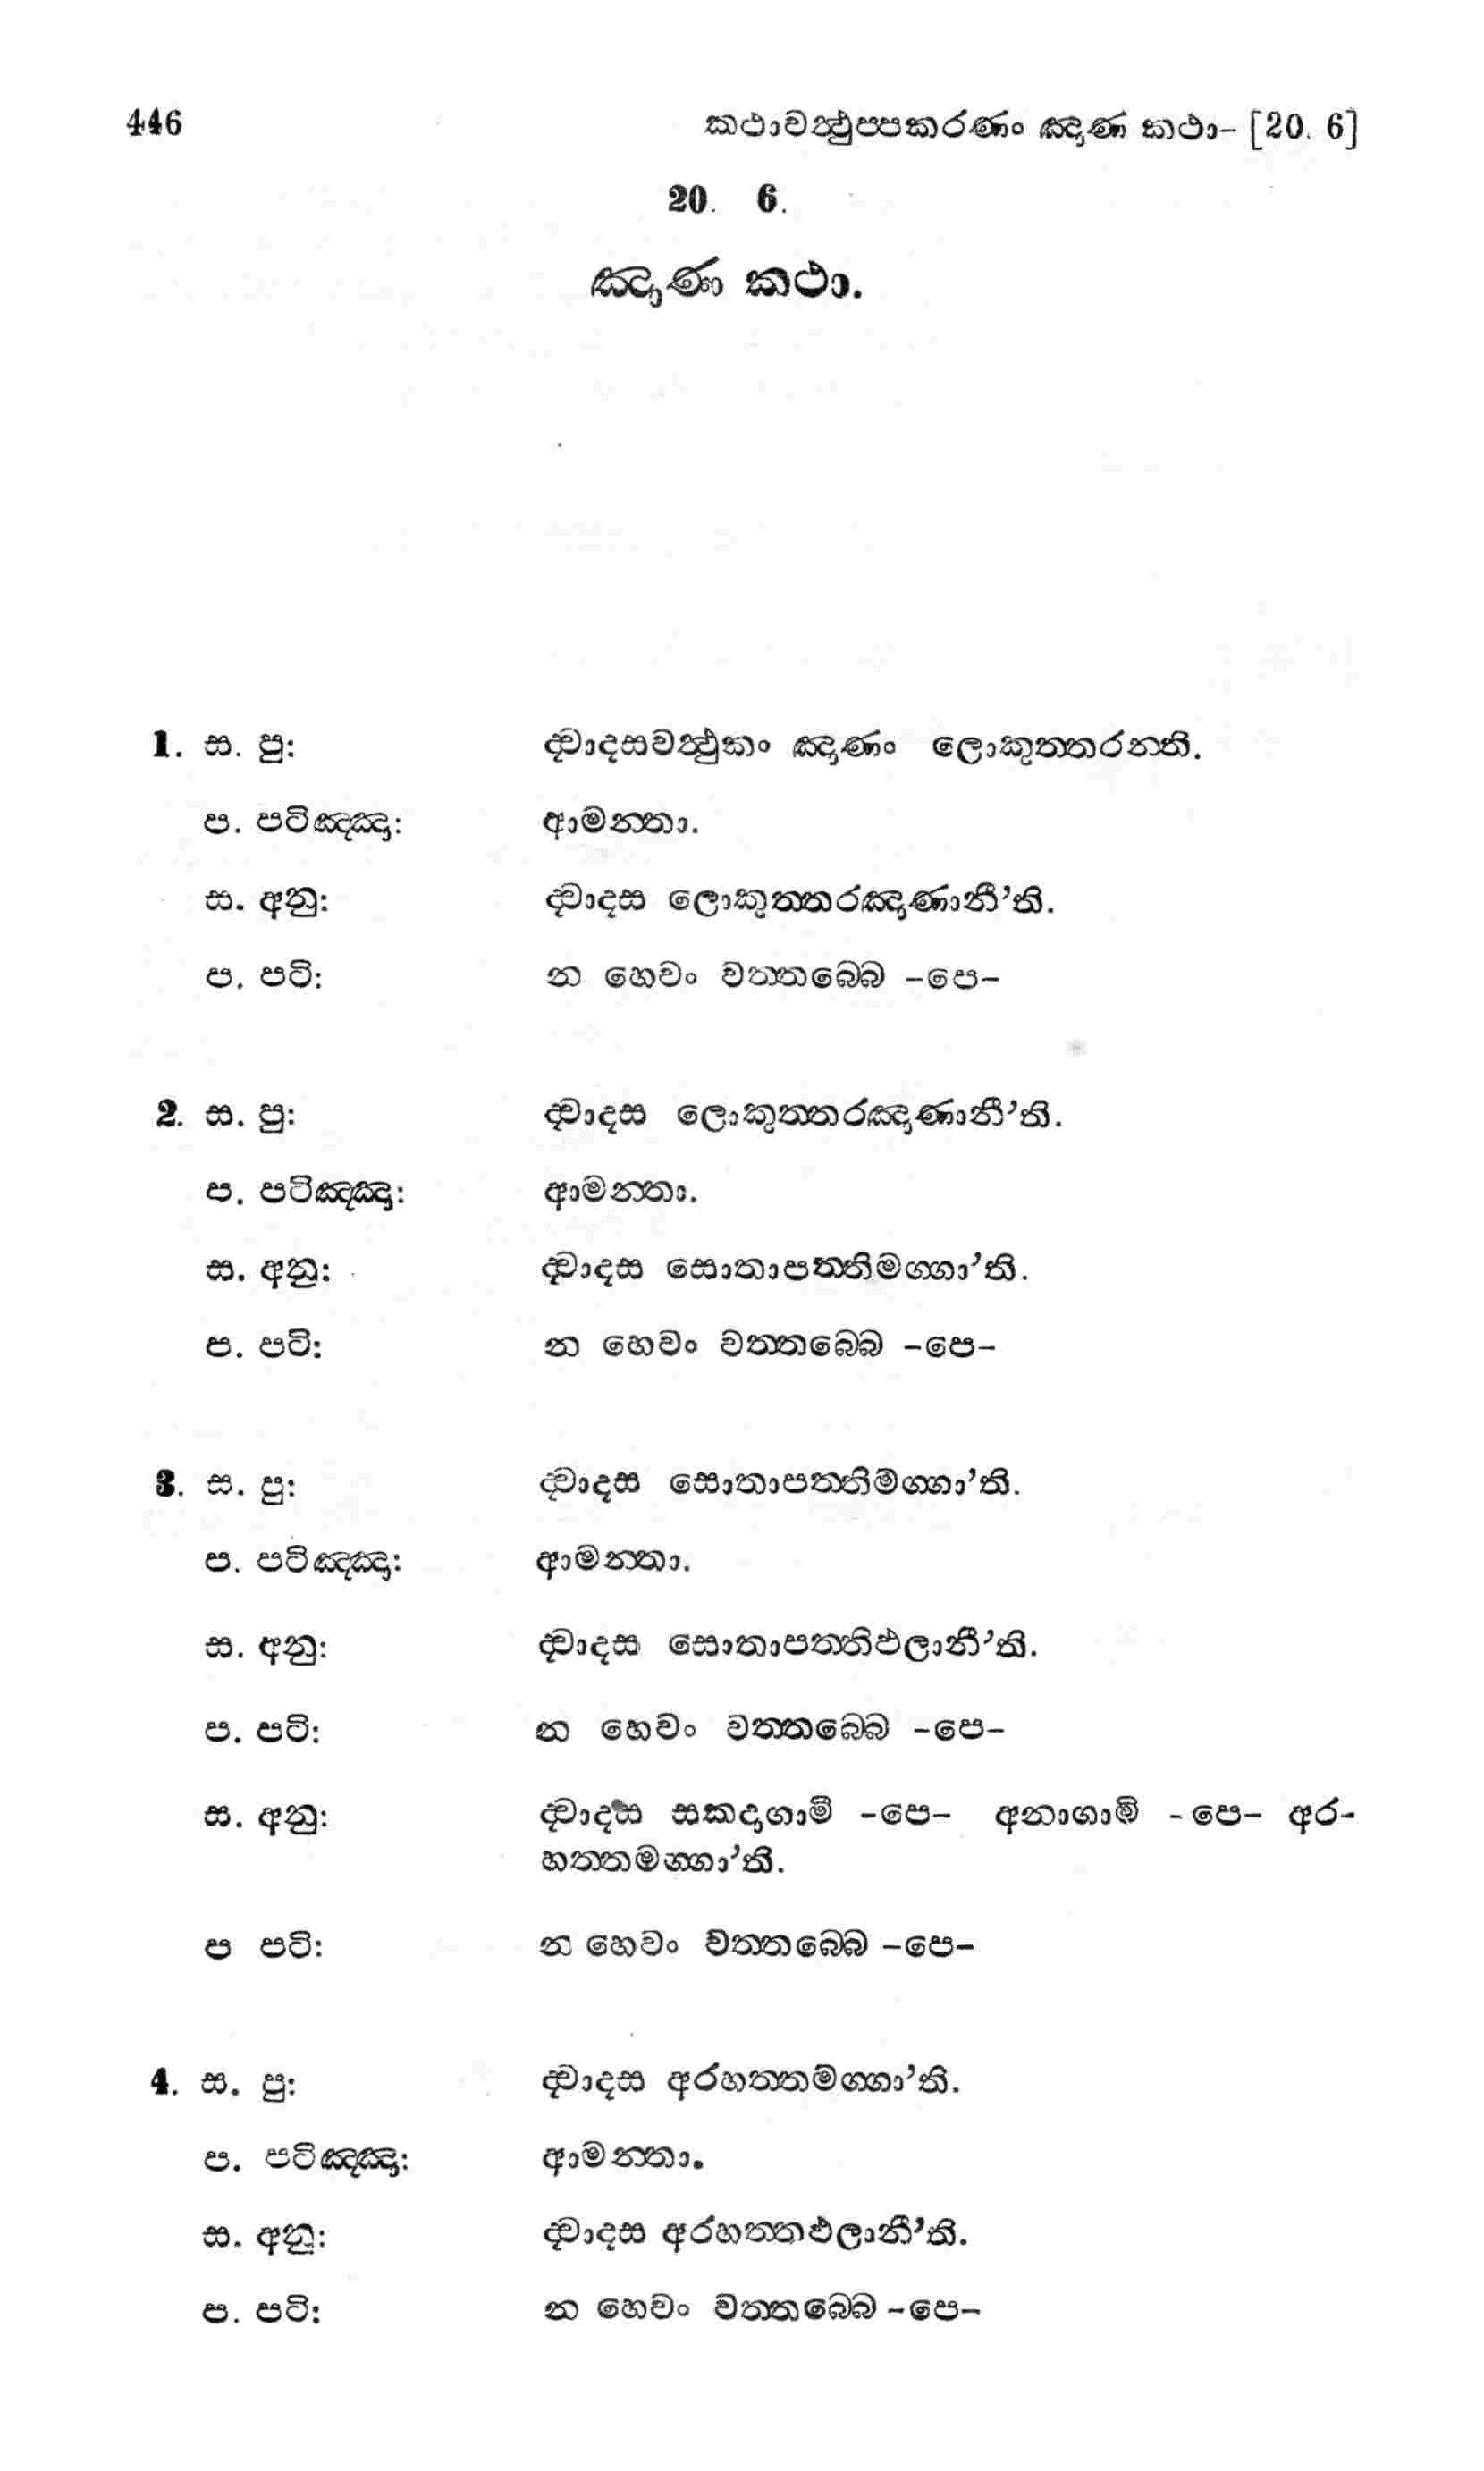 446 කථාවත්‍ථුප්පකරණං ඤාණ කථා- [20. 6]
20. 6.
ඤාණ කථා.
1. ස. පු: ද්වාදසවත්‍ථුකං ඤාණං ලොකුත්තරන්ති.
ප. පටිඤ්ඤා: ආමන්තා.
ස. අනු: ද්වාදස ලොකුත්තරඤාණානී’ති.
ප. පටි: න හෙවං වත්තබ්බෙ -පෙ-
2. ස. පු: ද්වාදස ලොකුත්තරඤාණානී’ති.
ප. පටිඤ්ඤා: ආමන්තා.
ස. අනු: ද්වාදස සොතාපත්තිමග්ගා’ති.
ප. පටි: න හෙවං වත්තබ්බෙ -පෙ-
3. ස. පු: ද්වාදස සොතාපත්තිමග්ගා’ති.
ප. පටිඤ්ඤා: ආමන්තා.
ස. අනු: ද්වාදස සොතාපත්තිඵලානී’ති.
ප. පටි: න හෙවං වත්තබ්බෙ -පෙ-
ස. අනු: ද්වාදස සකදාගාමි -පෙ- අනාගාමි -පෙ- අර-
හත්තමග්ගා’ති.
ප පටි: න හෙවං වත්තබ්බෙ -පෙ-
4. ස. පු: ද්වාදස අරහත්තමග්ගා’ති.
ප. පටිඤ්ඤා: ආමන්තා.
ස. අනු: ද්වාදස අරහත්තඵලානී’ති.
ප. පටි: න හෙවං වත්තබ්බෙ -පෙ-